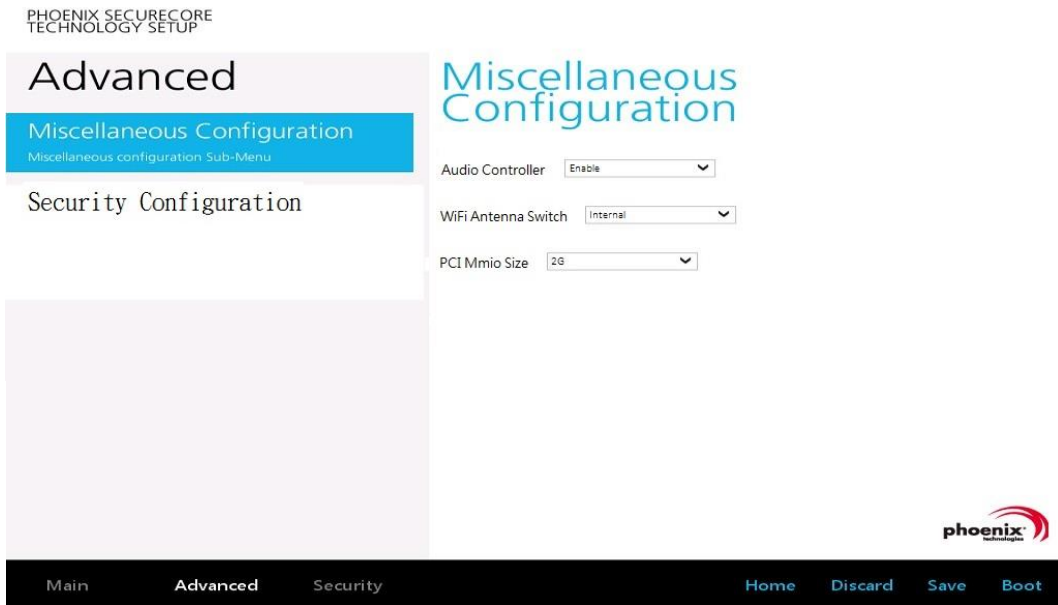 PHOENIX SECURECORE
TECHNOLOGY SETUP
Advanced
Miscellaneous Configuration
Miscellaneous configuration Sub-Menu
Security Configuration
Miscellaneous
Configuration
Audio Controller Enable
WiFi Antenna Switch Internal
PCI Mmio Size 2G
phoenix
technologies
Main Advanced Security Home Discard Save Boot